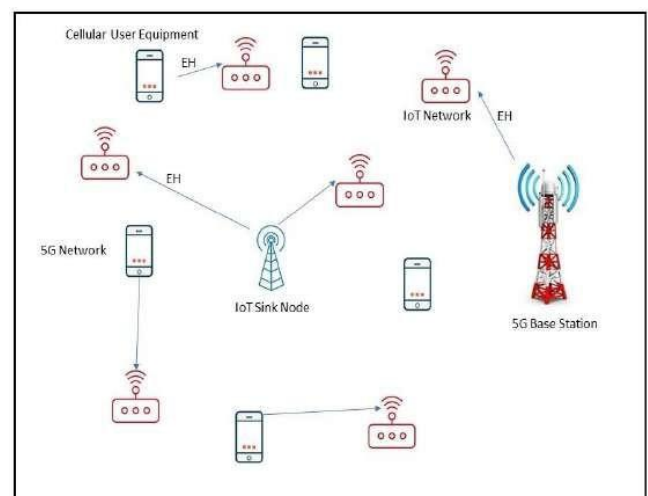 Cellular User Equipment
EH
IoT Network
EH
EH
5G Network
IoT Sink Node
5G Base Station